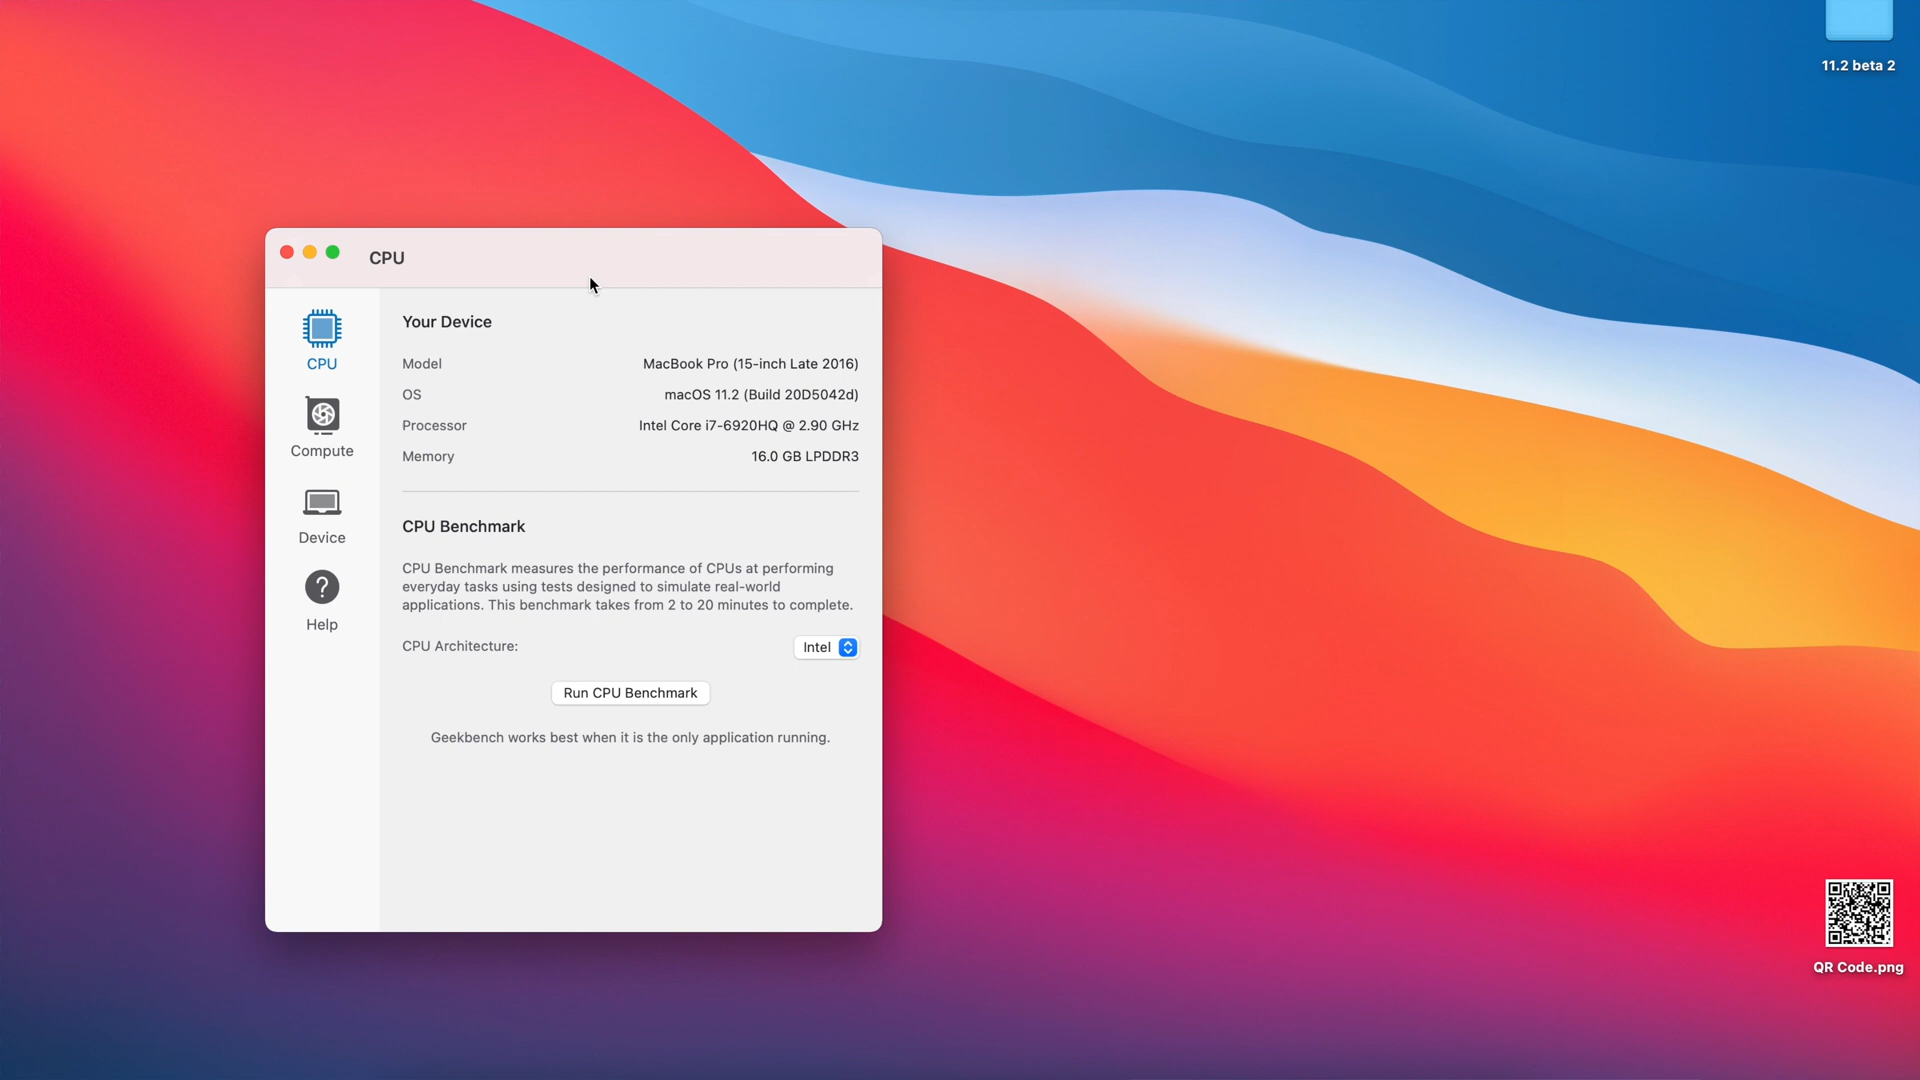 11.2 beta 2
CPU
CPU
Compute
Device
Help
Your Device
Model MacBook Pro (15-inch Late 2016)
OS macOS 11.2 (Build 20D5042d)
Processor Intel Core i7-6920HQ @ 2.90 GHz
Memory 16.0 GB LPDDR3
CPU Benchmark
CPU Benchmark measures the performance of CPUs at performing
everyday tasks using tests designed to simulate real-world
applications. This benchmark takes from 2 to 20 minutes to complete.
CPU Architecture: Intel
Run CPU Benchmark
Geekbench works best when it is the only application running.
QR Code.png